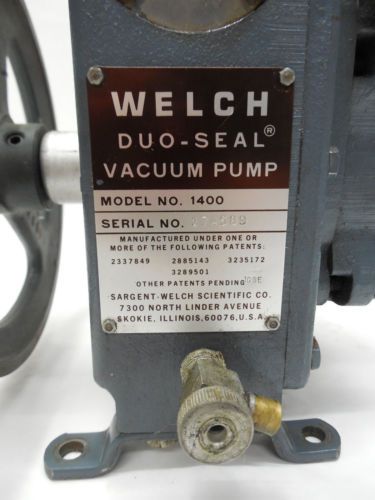 WELCH
DUO-SEAL®
VACUUM PUMP
MODEL NO. 1400
SERIAL NO.
MANUFACTURED UNDER ONE OR
MORE OF THE FOLLOWING PATENTS:
2337849 2885143 3235172
3289501
OTHER PATENTS PENDING
SARGENT-WELCH SCIENTIFIC CO.
7300 NORTH LINDER AVENUE
SKOKIE, ILLINOIS, 60076, U.S.A.